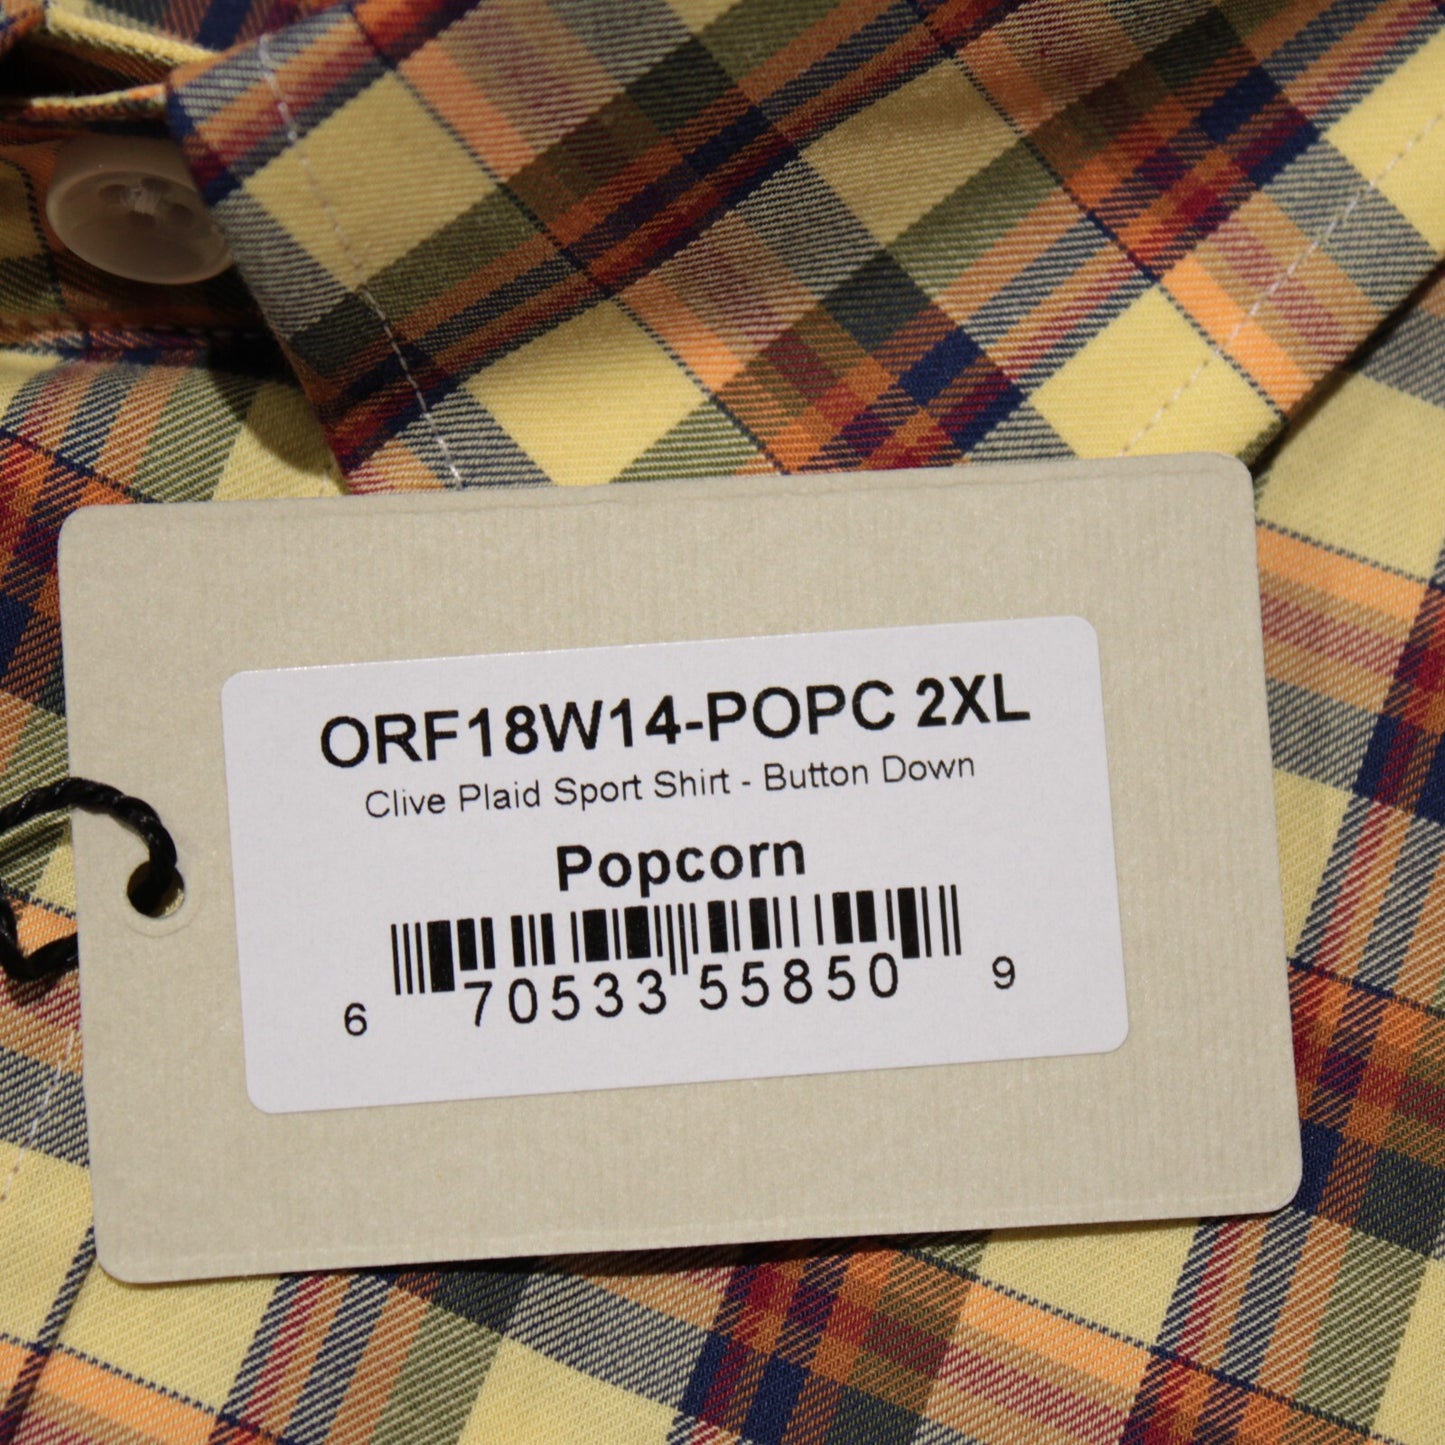 ORF18W14-POPC 2XL
Clive Plaid Sport Shirt - Button Down
Popcorn
6 70533 55850 9